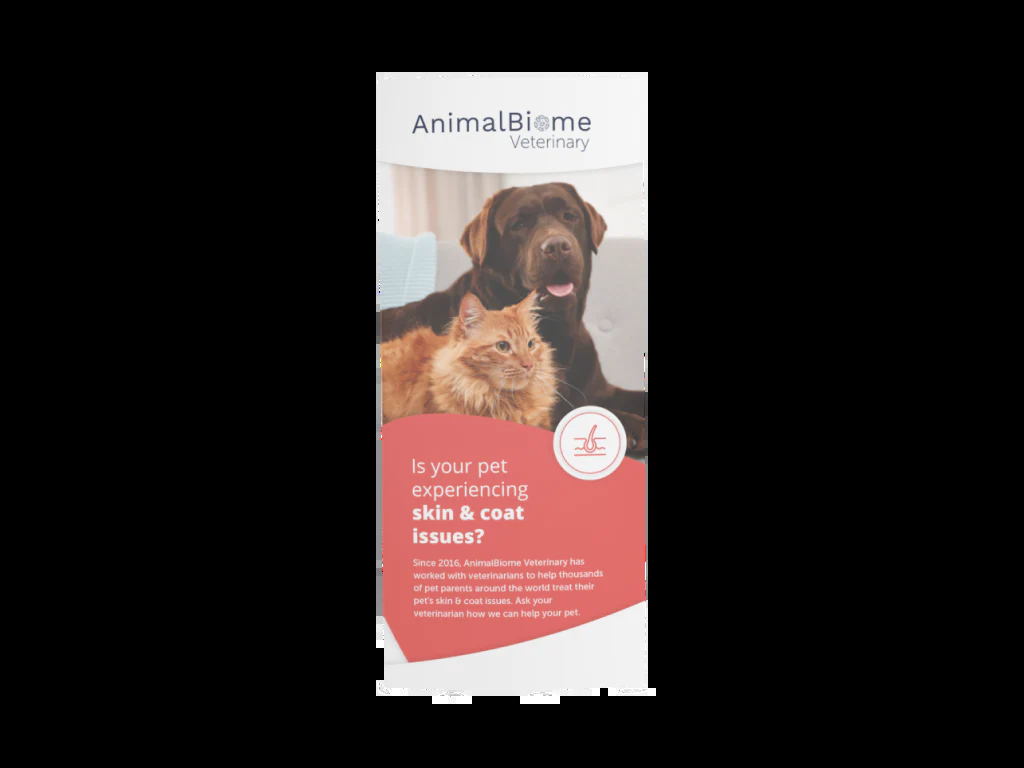 AnimalBiome
Veterinary
Is your pet
experiencing
skin & coat
issues?
Since 2016, AnimalBiome Veterinary has
worked with veterinarians to help thousands
of pet parents around the world treat their
pet's skin & coat issues. Ask your
veterinarian how we can help your pet.